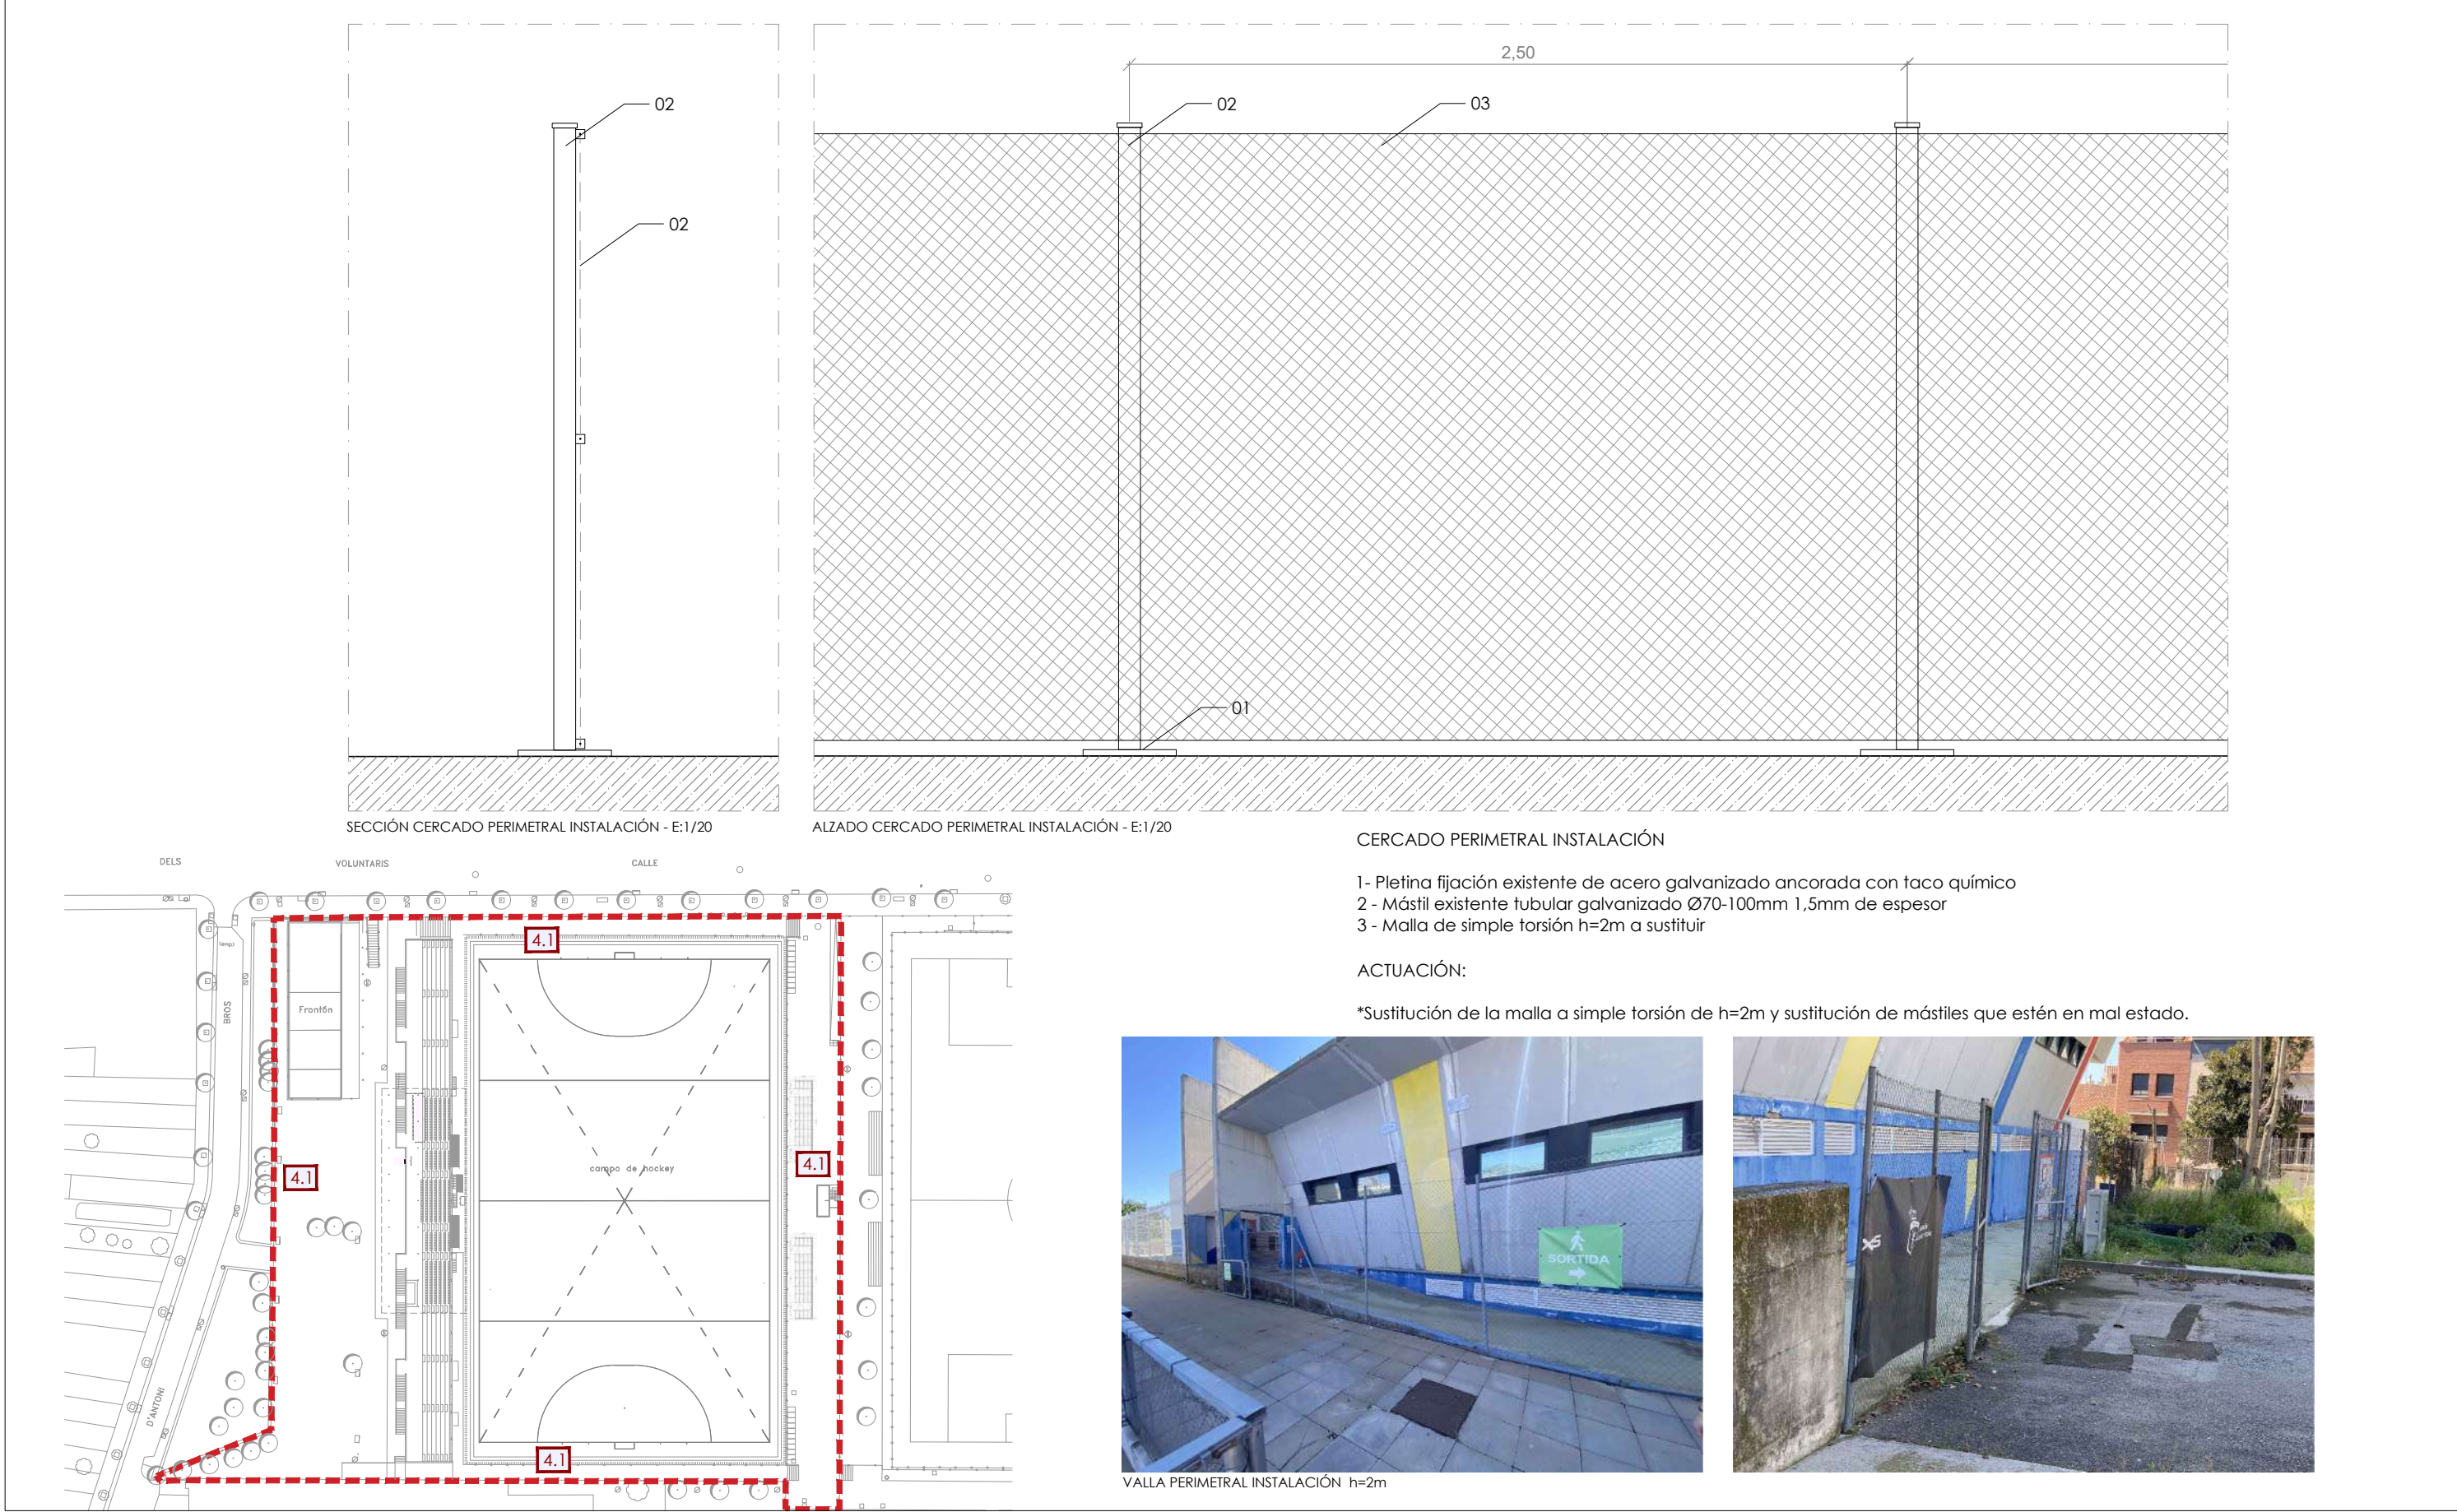 2,50
02
02
03
02
01
SECCIÓN CERCADO PERIMETRAL INSTALACIÓN - E:1/20
ALZADO CERCADO PERIMETRAL INSTALACIÓN - E:1/20
CERCADO PERIMETRAL INSTALACIÓN
1- Pletina fijación existente de acero galvanizado ancorada con taco químico
2 - Mástil existente tubular galvanizado Ø70-100mm 1,5mm de espesor
3 - Malla de simple torsión h=2m a sustituir
ACTUACIÓN:
*Sustitución de la malla a simple torsión de h=2m y sustitución de mástiles que estén en mal estado.
DELS
VOLUNTARIS
CALLE
4.1
BROS
Frontón
campo de hockey
4.1
4.1
D'ANTONI
4.1
SORTIDA
VALLA PERIMETRAL INSTALACIÓN h=2m